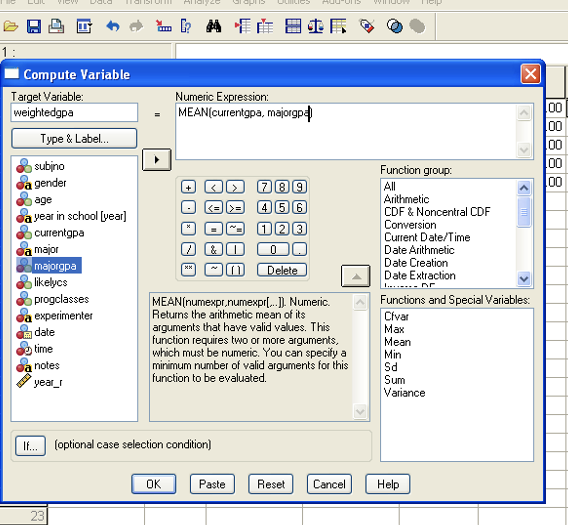 File Edit View Data Transform Analyze Graphs Utilities Add-ons Window Help
1 :
Compute Variable
Target Variable:
weightedgpa
=
Numeric Expression:
MEAN(currentgpa, majorgpa)
Type & Label...
subjno
gender
age
year in school [year]
currentgpa
major
majorgpa
likelycs
progclasses
experimenter
date
time
notes
year_r
+ < > 7 8 9
- <= >= 4 5 6
* = ~= 1 2 3
/ & | 0 .
** ~ ( ) Delete
Function group:
All
Arithmetic
CDF & Noncentral CDF
Conversion
Current Date/Time
Date Arithmetic
Date Creation
Date Extraction
MEAN(numexpr,numexpr[,..]). Numeric.
Returns the arithmetic mean of its
arguments that have valid values. This
function requires two or more arguments,
which must be numeric. You can specify a
minimum number of valid arguments for this
function to be evaluated.
Functions and Special Variables:
Cfvar
Max
Mean
Min
Sd
Sum
Variance
If... (optional case selection condition)
OK Paste Reset Cancel Help
.00
.00
.00
.00
23